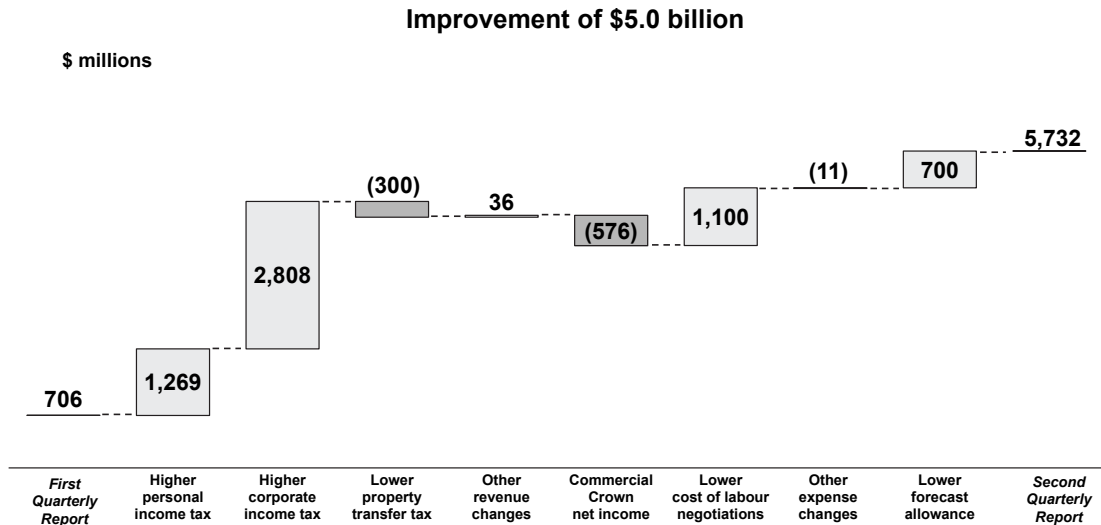 Improvement of $5.0 billion
$ millions
706
1,269
2,808
(300)
36
(576)
1,100
(11)
700
5,732
First
Quarterly
Report
Higher
personal
income tax
Higher
corporate
income tax
Lower
property
transfer tax
Other
revenue
changes
Commercial
Crown
net income
Lower
cost of labour
negotiations
Other
expense
changes
Lower
forecast
allowance
Second
Quarterly
Report